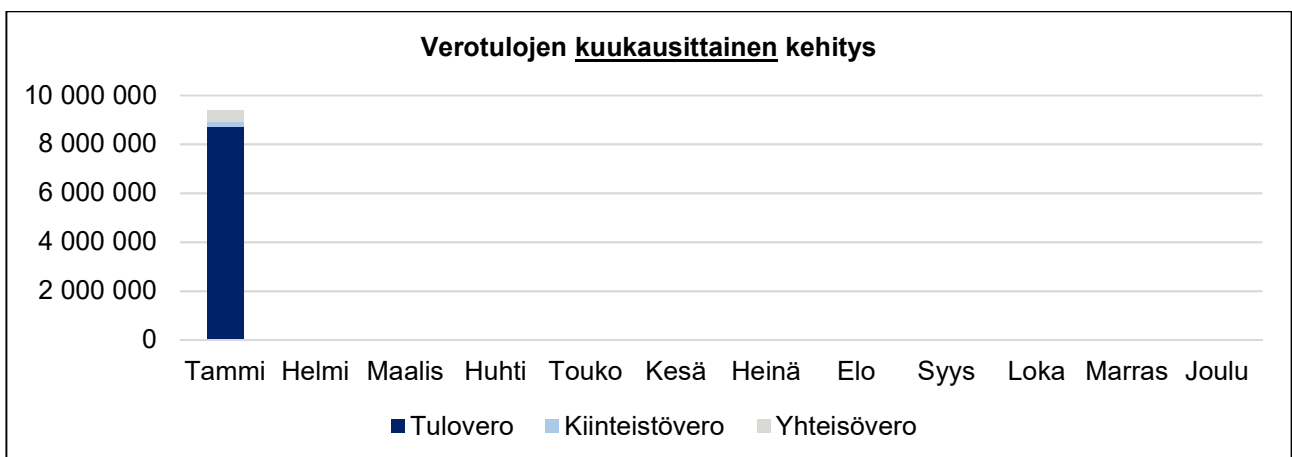 Verotulojen kuukausittainen kehitys
10 000 000
8 000 000
6 000 000
4 000 000
2 000 000
0
Tammi Helmi Maalis Huhti Touko Kesä Heinä Elo Syys Loka Marras Joulu
Tulovero Kiinteistövero Yhteisövero